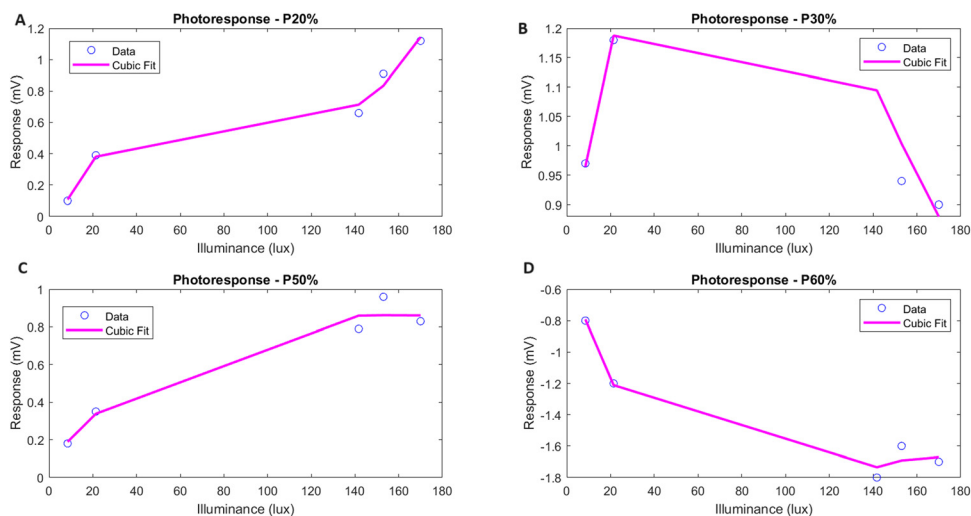 A
Photoresponse - P20%
Data
Cubic Fit
Response (mV)
1.2
1
0.8
0.6
0.4
0.2
0
0 20 40 60 80 100 120 140 160 180
Illuminance (lux)
B
Photoresponse - P30%
Data
Cubic Fit
Response (mV)
1.2
1.15
1.1
1.05
1
0.95
0.9
0 20 40 60 80 100 120 140 160 180
Illuminance (lux)
C
Photoresponse - P50%
Data
Cubic Fit
Response (mV)
1
0.8
0.6
0.4
0.2
0
0 20 40 60 80 100 120 140 160 180
Illuminance (lux)
D
Photoresponse - P60%
Data
Cubic Fit
Response (mV)
-0.6
-0.8
-1
-1.2
-1.4
-1.6
-1.8
0 20 40 60 80 100 120 140 160 180
Illuminance (lux)